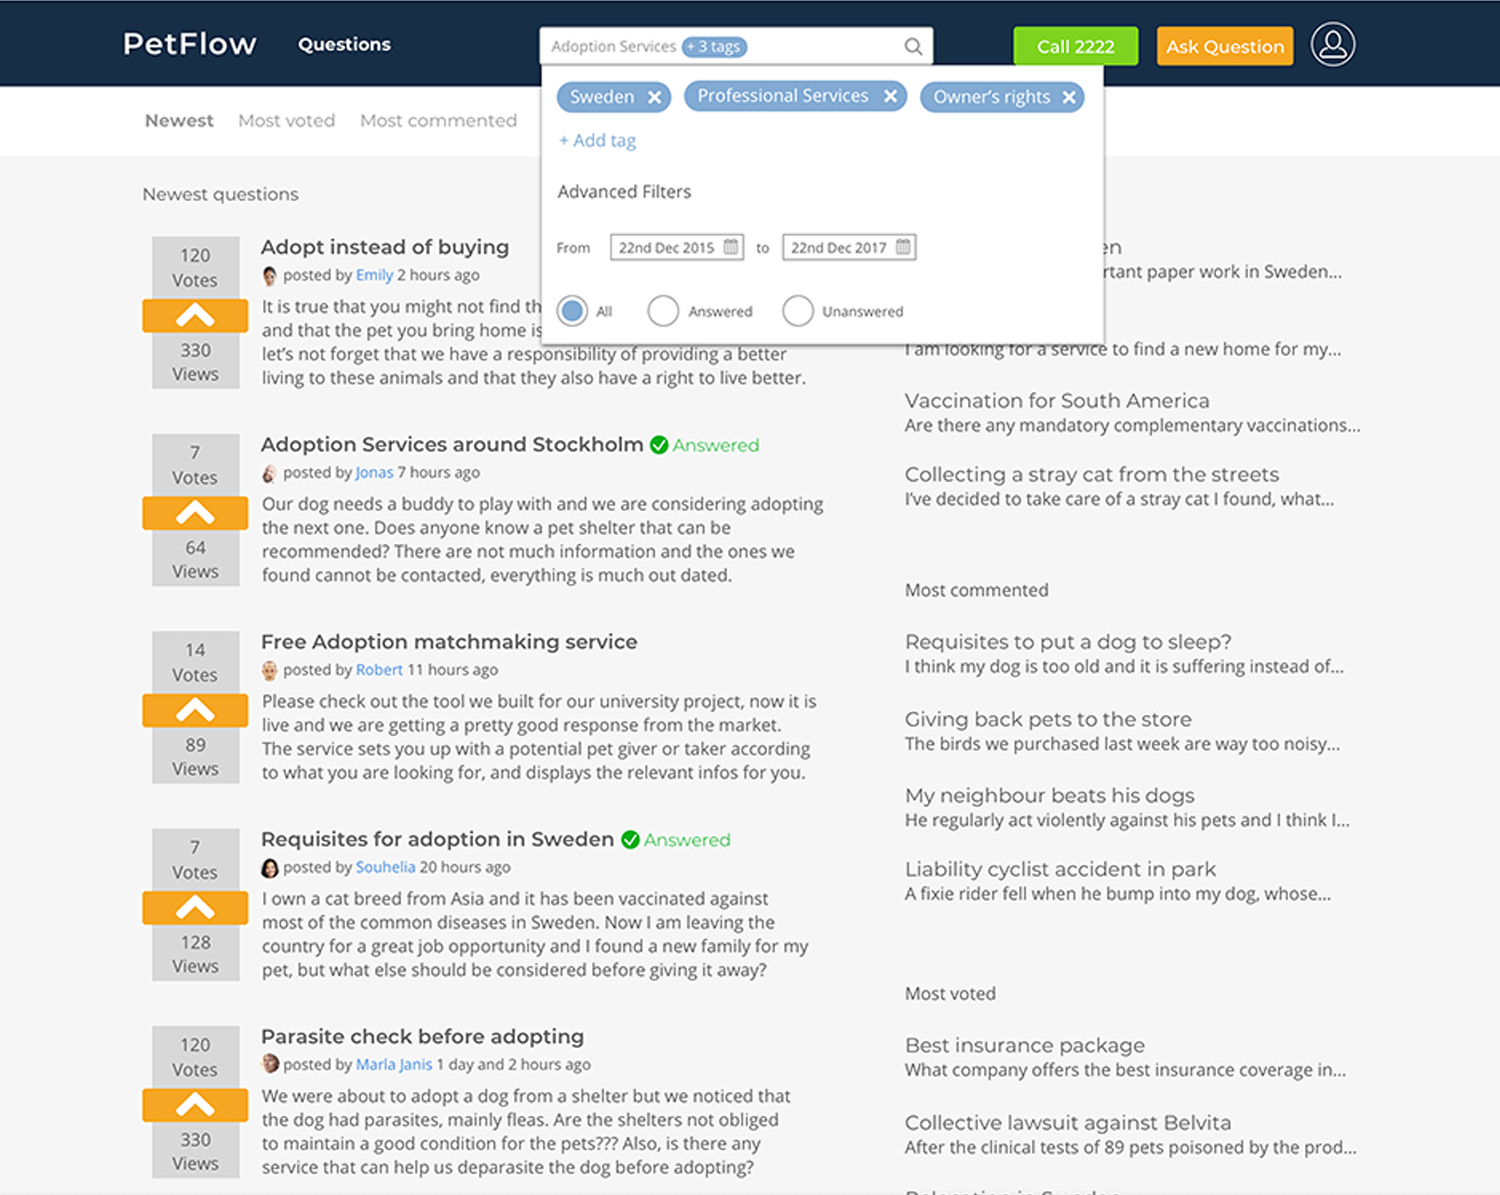 PetFlow
Questions
Adoption Services + 3 tags
Call 2222
Ask Question
Sweden
Professional Services
Owner's rights
+ Add tag
Advanced Filters
From 22nd Dec 2015 to 22nd Dec 2017
All Answered Unanswered
Newest Most voted Most commented
Newest questions
120
Votes
330
Views
Adopt instead of buying
posted by Emily 2 hours ago
It is true that you might not find th
and that the pet you bring home is
let's not forget that we have a responsibility of providing a better
living to these animals and that they also have a right to live better.
7
Votes
64
Views
Adoption Services around Stockholm Answered
posted by Jonas 7 hours ago
Our dog needs a buddy to play with and we are considering adopting
the next one. Does anyone know a pet shelter that can be
recommended? There are not much information and the ones we
found cannot be contacted, everything is much out dated.
14
Votes
89
Views
Free Adoption matchmaking service
posted by Robert 11 hours ago
Please check out the tool we built for our university project, now it is
live and we are getting a pretty good response from the market.
The service sets you up with a potential pet giver or taker according
to what you are looking for, and displays the relevant infos for you.
7
Votes
128
Views
Requisites for adoption in Sweden Answered
posted by Souhelia 20 hours ago
I own a cat breed from Asia and it has been vaccinated against
most of the common diseases in Sweden. Now I am leaving the
country for a great job opportunity and I found a new family for my
pet, but what else should be considered before giving it away?
120
Votes
330
Views
Parasite check before adopting
posted by Marla Janis 1 day and 2 hours ago
We were about to adopt a dog from a shelter but we noticed that
the dog had parasites, mainly fleas. Are the shelters not obliged
to maintain a good condition for the pets??? Also, is there any
service that can help us deparasite the dog before adopting?
en
rtant paper work in Sweden...
I am looking for a service to find a new home for my...
Vaccination for South America
Are there any mandatory complementary vaccinations...
Collecting a stray cat from the streets
I've decided to take care of a stray cat I found, what...
Most commented
Requisites to put a dog to sleep?
I think my dog is too old and it is suffering instead of...
Giving back pets to the store
The birds we purchased last week are way too noisy...
My neighbour beats his dogs
He regularly act violently against his pets and I think I...
Liability cyclist accident in park
A fixie rider fell when he bump into my dog, whose...
Most voted
Best insurance package
What company offers the best insurance coverage in...
Collective lawsuit against Belvita
After the clinical tests of 89 pets poisoned by the prod...